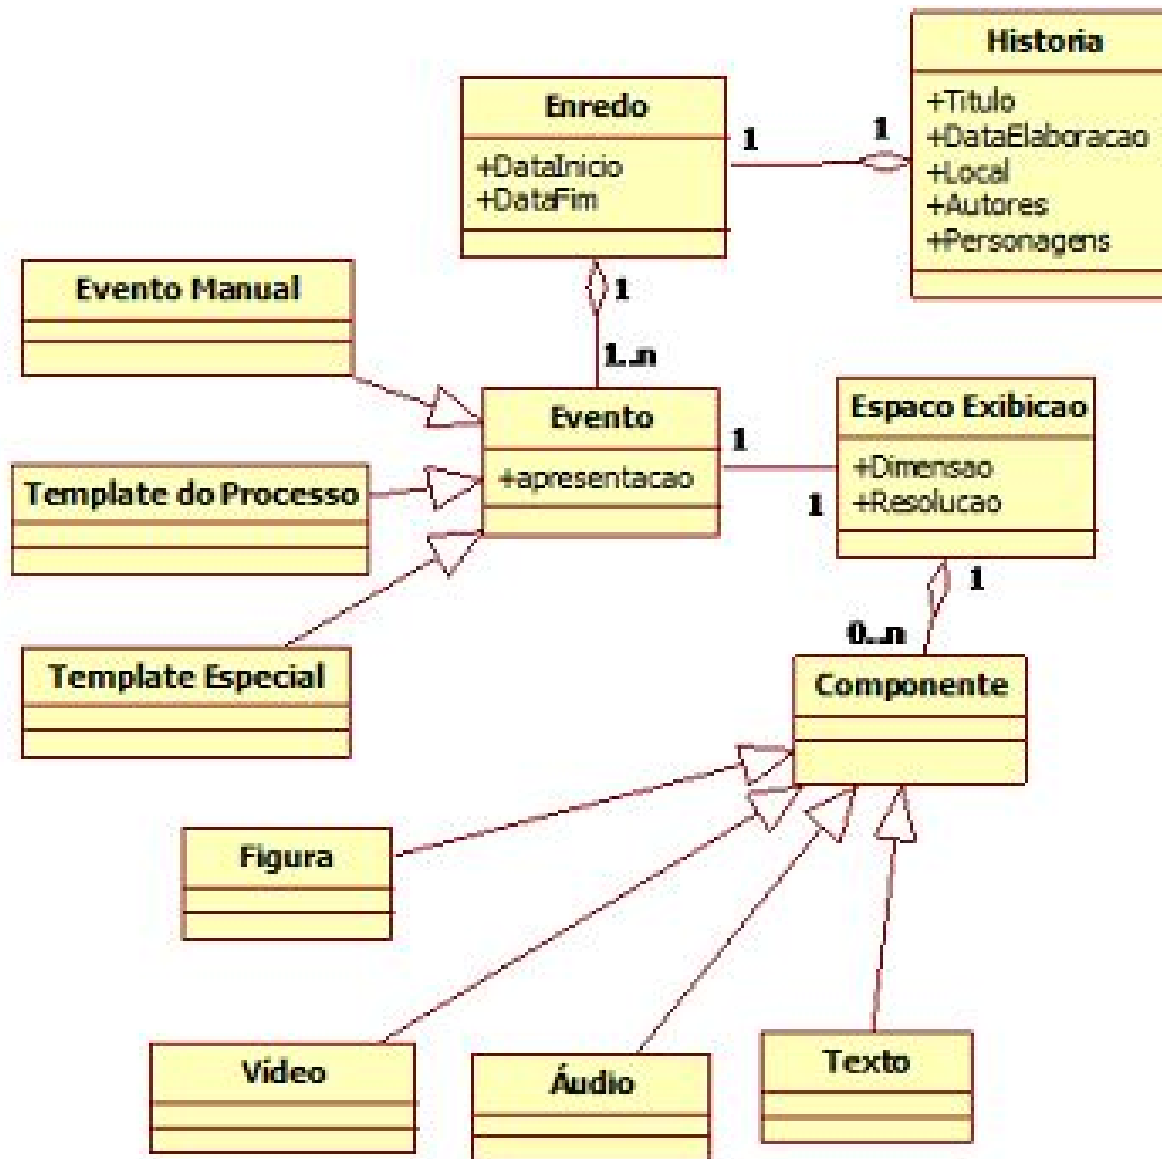 Historia
+Titulo
+DataElaboracao
+Local
+Autores
+Personagens
Enredo
+DataInicio
+DataFim
1
1
1
1..n
Evento Manual
Template do Processo
Template Especial
Evento
+apresentacao
1
1
Espaco Exibicao
+Dimensao
+Resolucao
1
0..n
Componente
Figura
Vídeo
Áudio
Texto